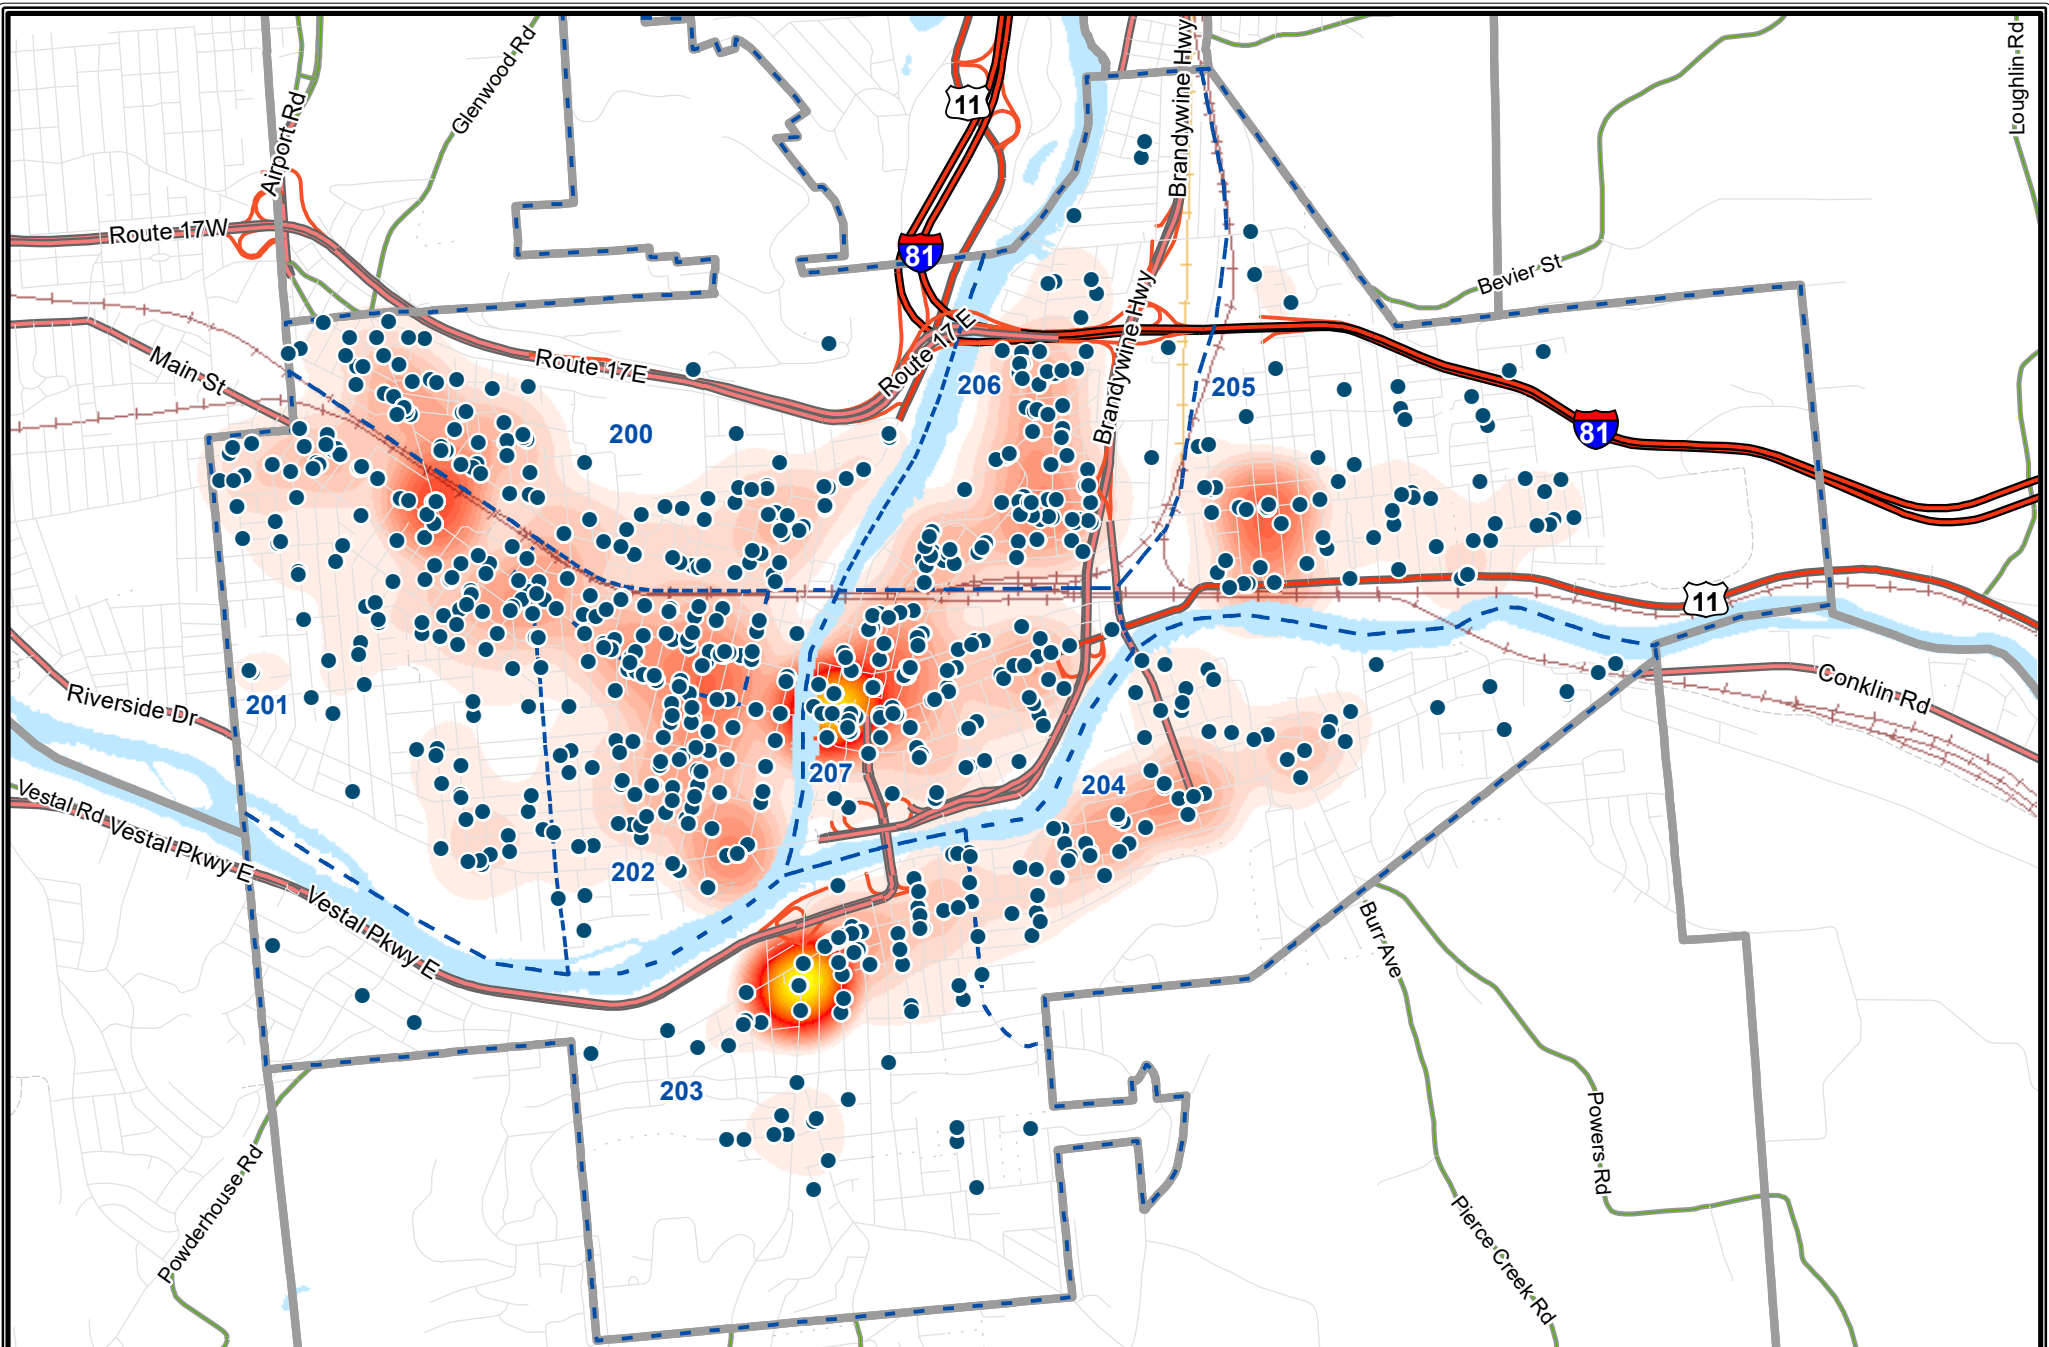 Airport Rd
Glenwood Rd
11
Brandywine Hwy
Loughlin Rd
Route 17W
81
Bevier St
Main St
Route 17E
Route 17 E
Brandywine Hwy
206
205
200
81
11
201
Riverside Dr
Conklin Rd
207
204
Vestal Rd
Vestal Pkwy E
Vestal Pkwy E
202
Burr Ave
203
Powers Rd
Powderhouse Rd
Pierce Creek Rd